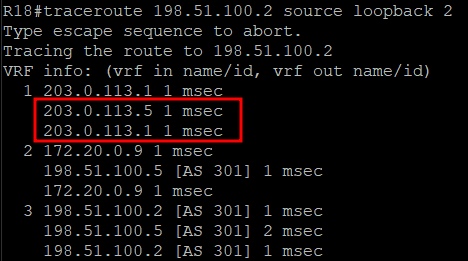 R18#traceroute 198.51.100.2 source loopback 2
Type escape sequence to abort.
Tracing the route to 198.51.100.2
VRF info: (vrf in name/id, vrf out name/id)
1 203.0.113.1 1 msec
203.0.113.5 1 msec
203.0.113.1 1 msec
2 172.20.0.9 1 msec
198.51.100.5 [AS 301] 1 msec
172.20.0.9 1 msec
3 198.51.100.2 [AS 301] 1 msec
198.51.100.5 [AS 301] 2 msec
198.51.100.2 [AS 301] 1 msec